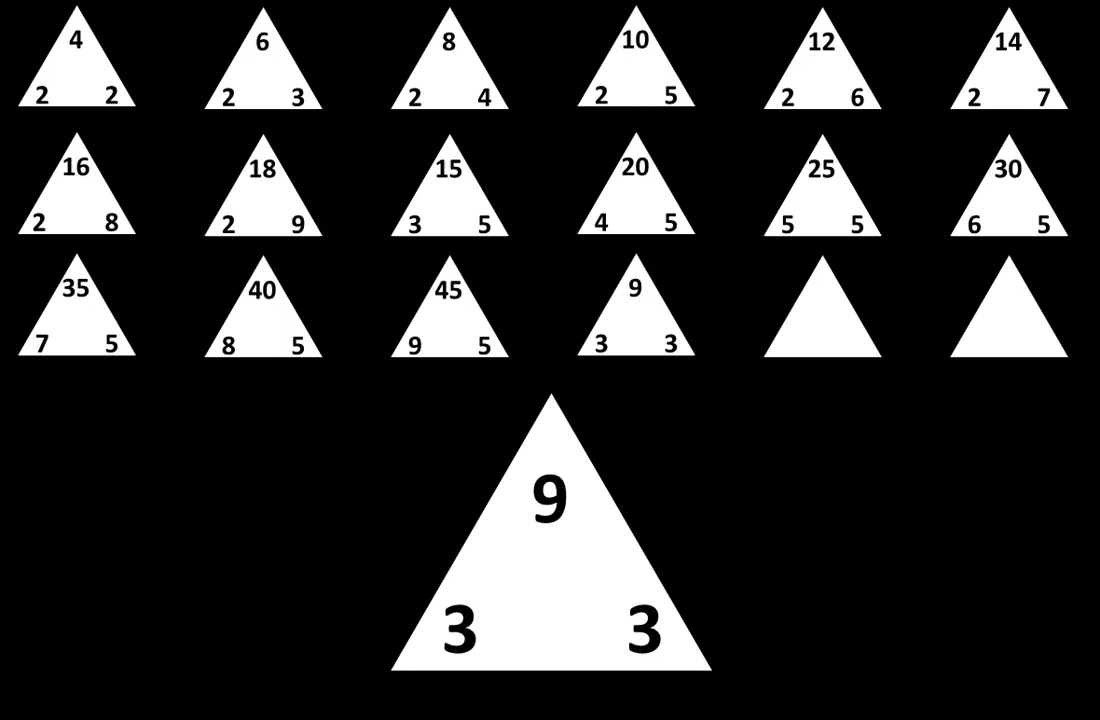 4 6 8 10 12 14
2 2 2 3 2 4 2 5 2 6 2 7
16 18 15 20 25 30
2 8 2 9 3 5 4 5 5 5 6 5
35 40 45 9
7 5 8 5 9 5 3 3
9
3 3